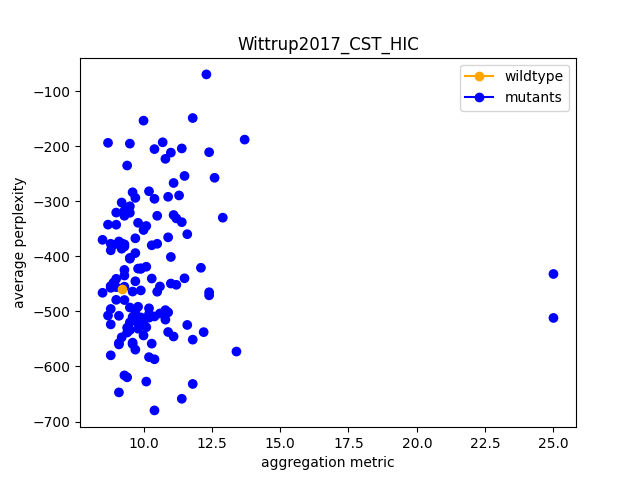 Wittrup2017_CST_HIC
wildtype
mutants
−100
−200
−300
−400
−500
−600
−700
average perplexity
10.0 12.5 15.0 17.5 20.0 22.5 25.0
aggregation metric